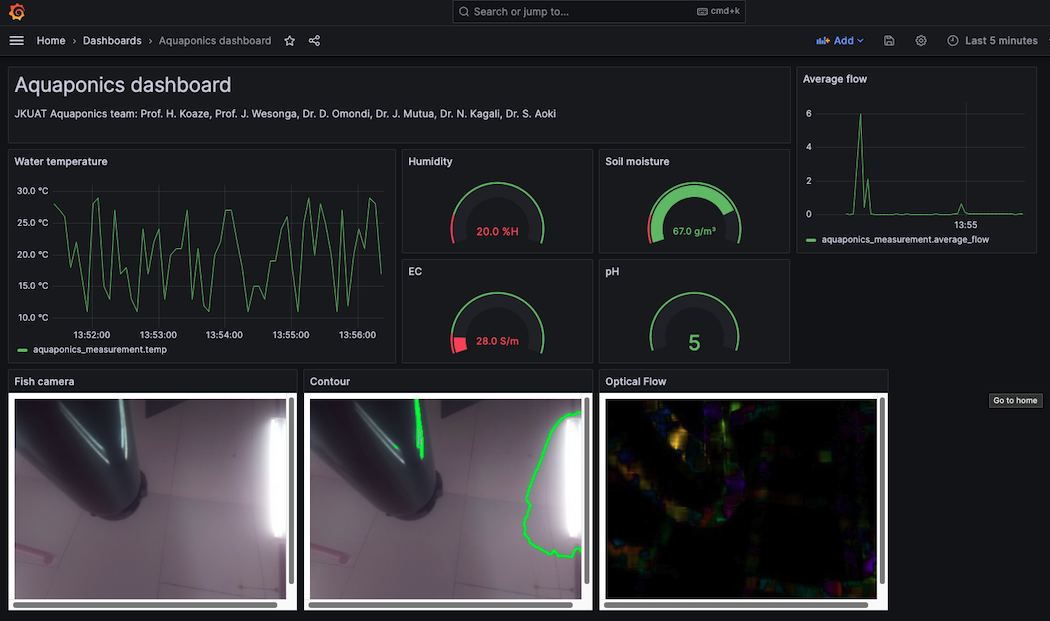 Search or jump to...
cmd+k
Home › Dashboards › Aquaponics dashboard
Add
Last 5 minutes
Aquaponics dashboard
JKUAT Aquaponics team: Prof. H. Koaze, Prof. J. Wesonga, Dr. D. Omondi, Dr. J. Mutua, Dr. N. Kagali, Dr. S. Aoki
Average flow
6
4
2
0
13:55
aquaponics_measurement.average_flow
Water temperature
30.0 °C
25.0 °C
20.0 °C
15.0 °C
10.0 °C
13:52:00 13:53:00 13:54:00 13:55:00 13:56:00
aquaponics_measurement.temp
Humidity
20.0 %H
Soil moisture
67.0 g/m³
EC
28.0 S/m
pH
5
Fish camera
Contour
Optical Flow
Go to home